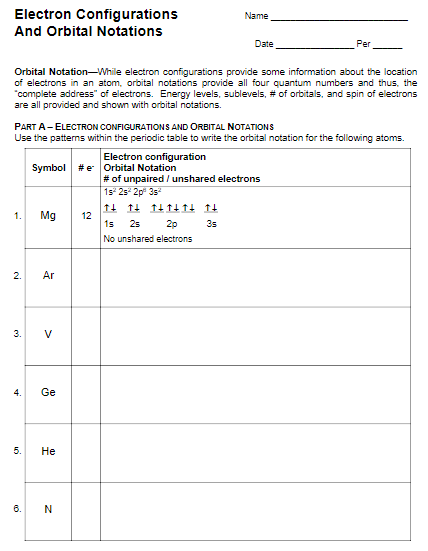 Electron Configurations
And Orbital Notations
Name ____________________
Date ____________ Per _____
Orbital Notation—While electron configurations provide some information about the location
of electrons in an atom, orbital notations provide all four quantum numbers and thus, the
"complete address" of electrons. Energy levels, sublevels, # of orbitals, and spin of electrons
are all provided and shown with orbital notations.
PART A – ELECTRON CONFIGURATIONS AND ORBITAL NOTATIONS
Use the patterns within the periodic table to write the orbital notation for the following atoms.
Symbol # e- Electron configuration
Orbital Notation
# of unpaired / unshared electrons
1s² 2s² 2p⁶ 3s²
1. Mg 12 ↑↓ ↑↓ ↑↓ ↑↓ ↑↓ ↑↓
1s 2s 2p 3s
No unshared electrons
2. Ar
3. V
4. Ge
5. He
6. N